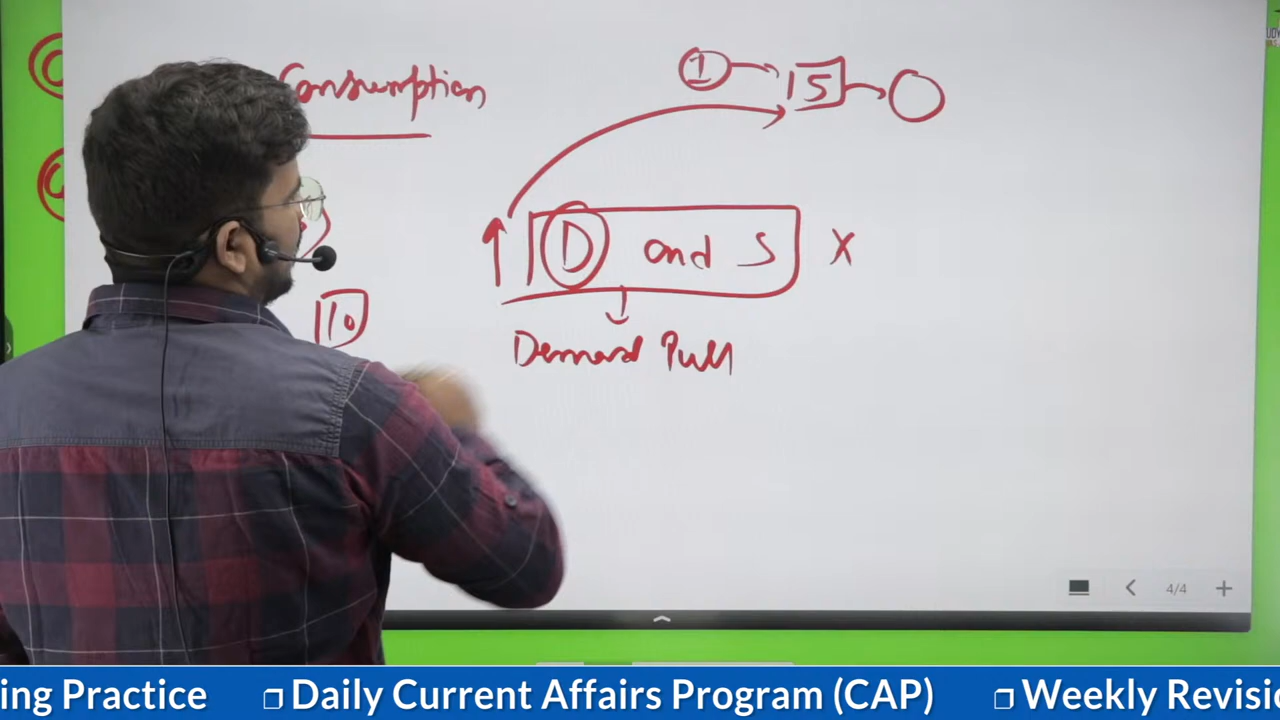 Consumption
1 15
D and S X
10
Demand Pull
4/4
ing Practice ❐ Daily Current Affairs Program (CAP) ❐ Weekly Revisi